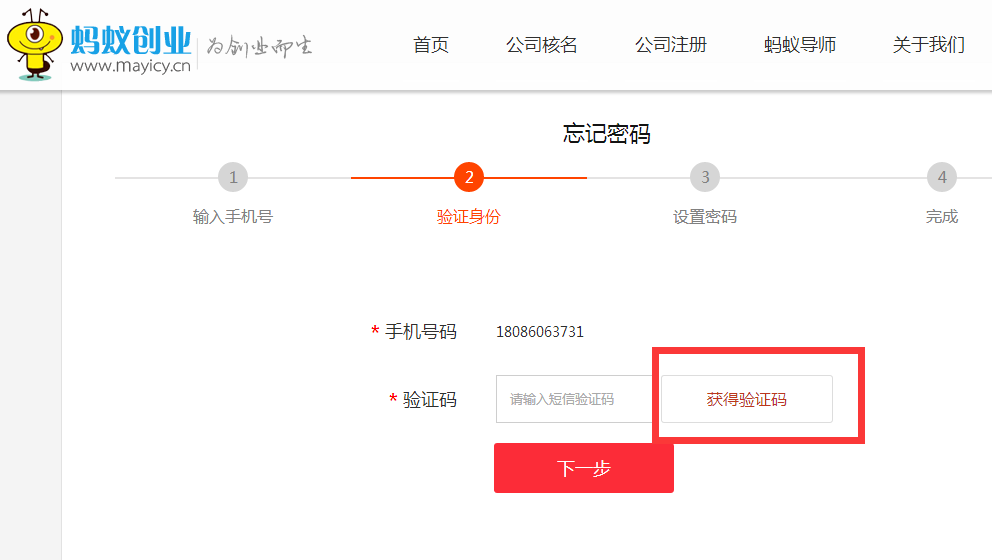 蚂蚁创业 为创业而生
www.mayicy.cn
首页 公司核名 公司注册 蚂蚁导师 关于我们
忘记密码
1 2 3 4
输入手机号 验证身份 设置密码 完成
* 手机号码 18086063731
* 验证码 请输入短信验证码 获得验证码
下一步